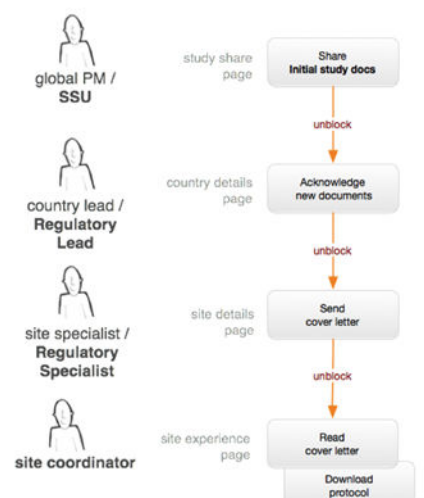 global PM /
SSU
study share
page
Share
Initial study docs
unblock
country lead /
Regulatory
Lead
country details
page
Acknowledge
new documents
unblock
site specialist /
Regulatory
Specialist
site details
page
Send
cover letter
unblock
site coordinator
site experience
page
Read
cover letter
Download
protocol